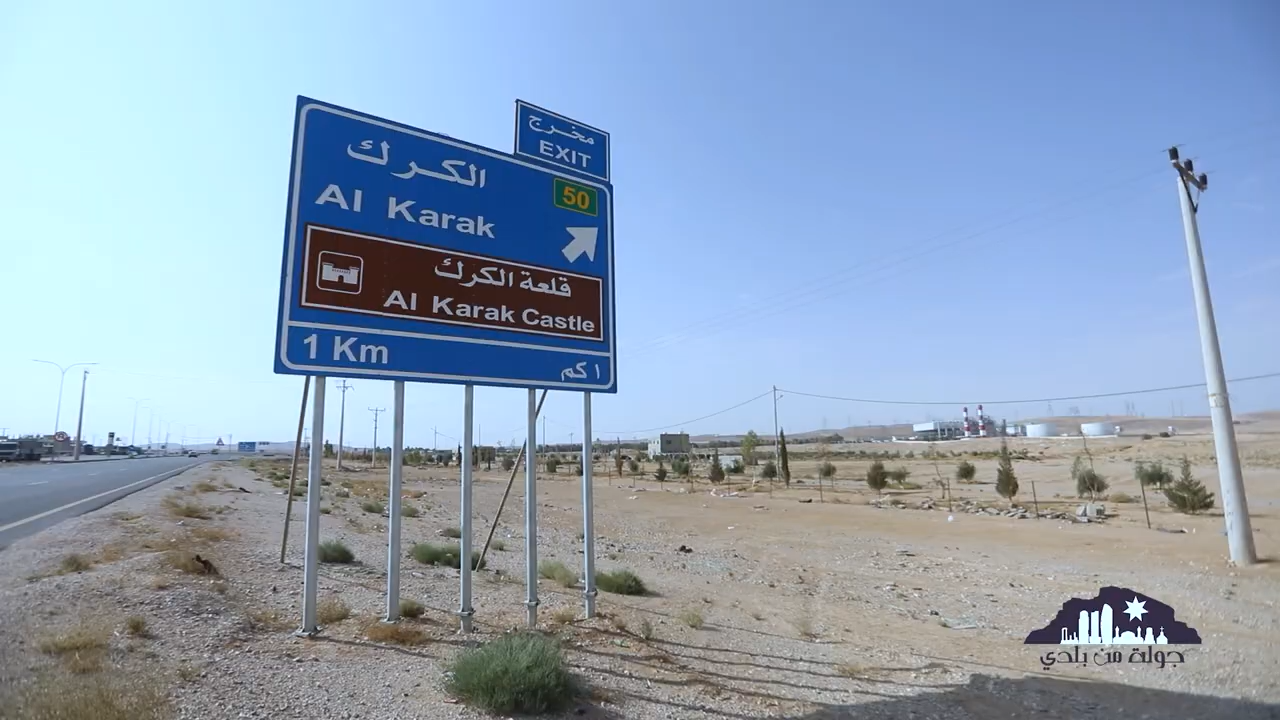 مخرج
EXIT
الكرك
50
Al Karak
قلعة الكرك
Al Karak Castle
1 Km
١ كم
جولة من بلدي